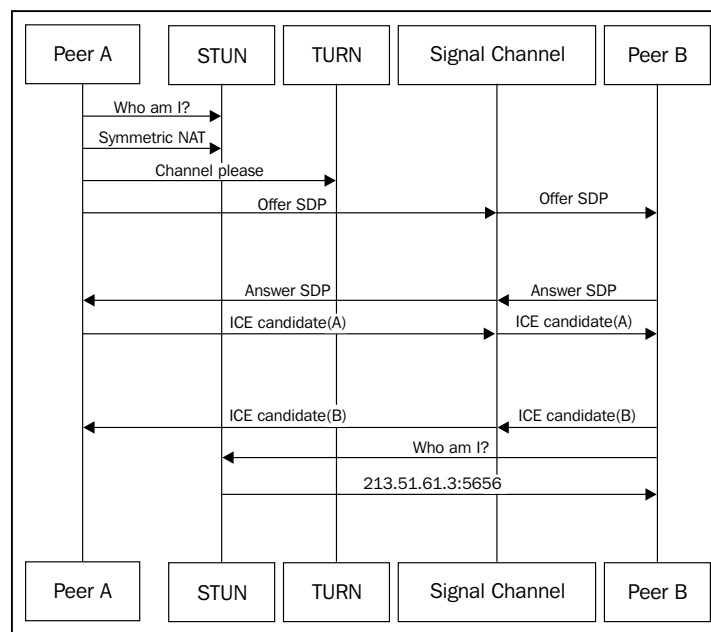 Peer A
STUN
TURN
Signal Channel
Peer B
Who am I?
Symmetric NAT
Channel please
Offer SDP
Offer SDP
Answer SDP
Answer SDP
ICE candidate(A)
ICE candidate(A)
ICE candidate(B)
ICE candidate(B)
Who am I?
213.51.61.3:5656
Peer A
STUN
TURN
Signal Channel
Peer B